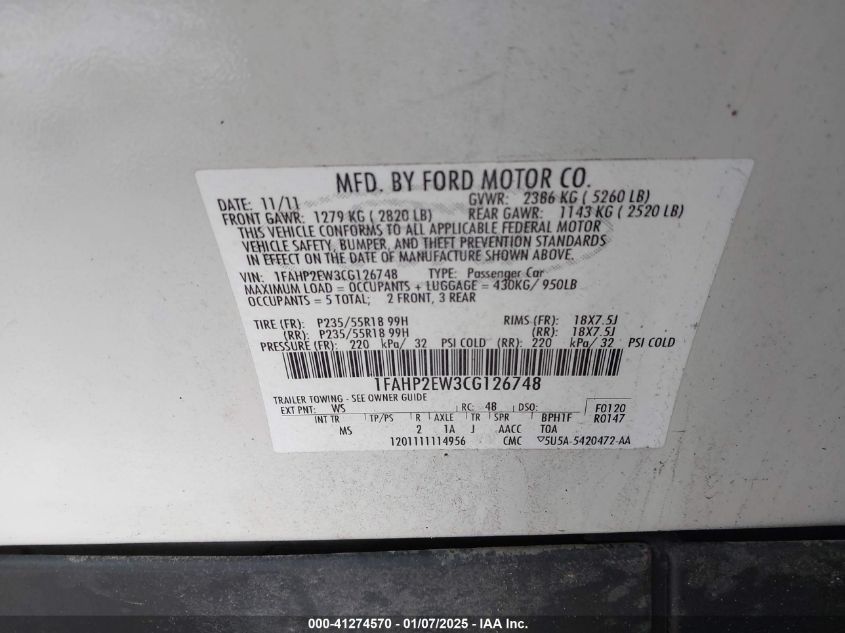 MFD. BY FORD MOTOR CO.
DATE: 11/11 GVWR: 2386 KG ( 5260 LB)
FRONT GAWR: 1279 KG ( 2820 LB) REAR GAWR: 1143 KG ( 2520 LB)
THIS VEHICLE CONFORMS TO ALL APPLICABLE FEDERAL MOTOR
VEHICLE SAFETY, BUMPER, AND THEFT PREVENTION STANDARDS
IN EFFECT ON THE DATE OF MANUFACTURE SHOWN ABOVE.
VIN: 1FAHP2EW3CG126748 TYPE: Passenger Car
MAXIMUM LOAD = OCCUPANTS + LUGGAGE = 430KG/ 950LB
OCCUPANTS = 5 TOTAL; 2 FRONT, 3 REAR
TIRE (FR): P235/55R18 99H RIMS (FR): 18X7.5J
(RR): P235/55R18 99H (RR): 18X7.5J
PRESSURE (FR): 220 kPa/ 32 PSI COLD (RR): 220 kPa/ 32 PSI COLD
1FAHP2EW3CG126748
TRAILER TOWING - SEE OWNER GUIDE
EXT PNT: WS RC: 48 DSO: F0120
INT TR TP/PS R AXLE TR SPR BPH1F R0147
MS 2 1A J AACC TOA
1201111114956 CMC ▽5U5A-5420472-AA
000-41274570 - 01/07/2025 - IAA